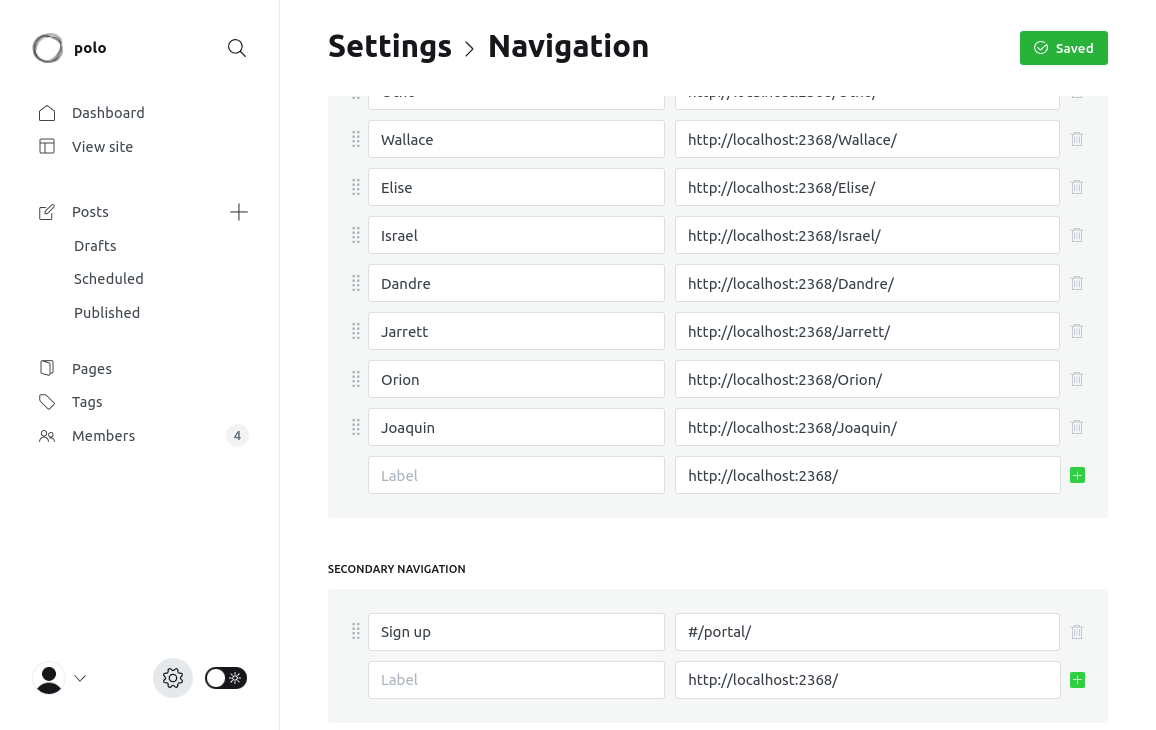 polo
Settings > Navigation
Saved
Dashboard
View site
Posts
Drafts
Scheduled
Published
Pages
Tags
Members 4
Wallace http://localhost:2368/Wallace/
Elise http://localhost:2368/Elise/
Israel http://localhost:2368/Israel/
Dandre http://localhost:2368/Dandre/
Jarrett http://localhost:2368/Jarrett/
Orion http://localhost:2368/Orion/
Joaquin http://localhost:2368/Joaquin/
Label http://localhost:2368/
SECONDARY NAVIGATION
Sign up #/portal/
Label http://localhost:2368/